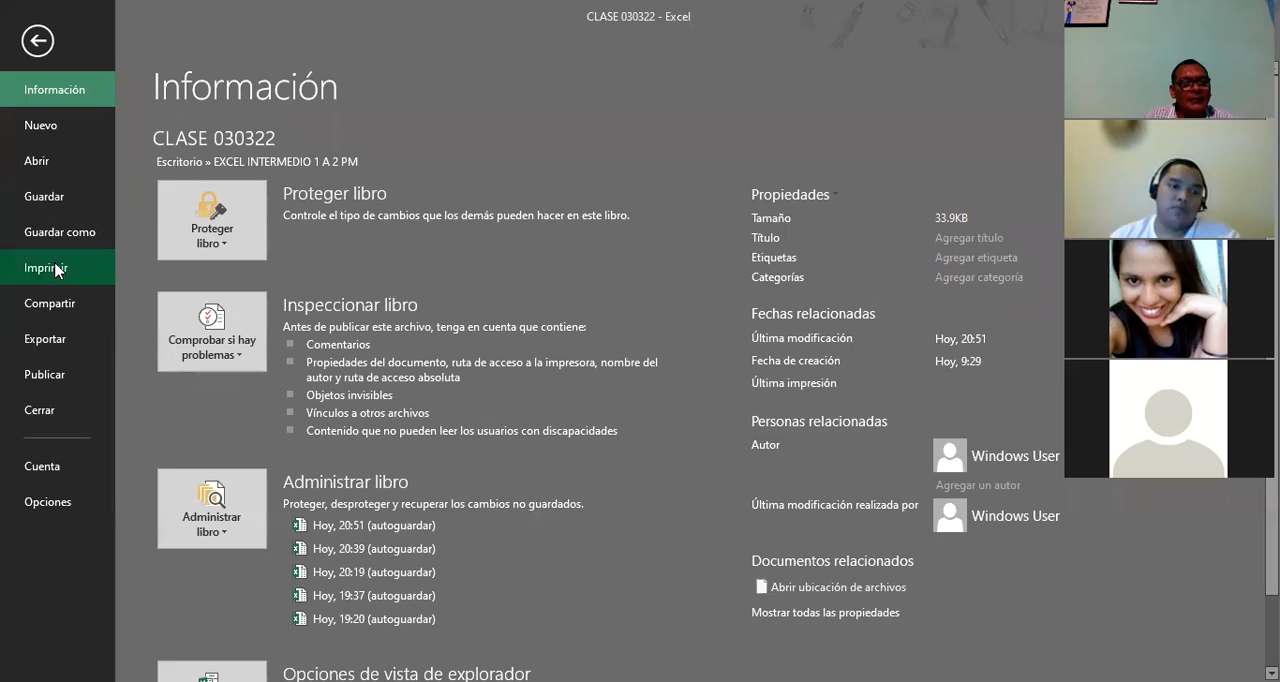 CLASE 030322 - Excel
Información
Nuevo
Abrir
Guardar
Guardar como
Imprimir
Compartir
Exportar
Publicar
Cerrar
Cuenta
Opciones
Información
CLASE 030322
Escritorio » EXCEL INTERMEDIO 1 A 2 PM
Proteger
libro
Proteger libro
Controle el tipo de cambios que los demás pueden hacer en este libro.
Comprobar si hay
problemas
Inspeccionar libro
Antes de publicar este archivo, tenga en cuenta que contiene:
Comentarios
Propiedades del documento, ruta de acceso a la impresora, nombre del
autor y ruta de acceso absoluta
Objetos invisibles
Vínculos a otros archivos
Contenido que no pueden leer los usuarios con discapacidades
Administrar
libro
Administrar libro
Proteger, desproteger y recuperar los cambios no guardados.
Hoy, 20:51 (autoguardar)
Hoy, 20:39 (autoguardar)
Hoy, 20:19 (autoguardar)
Hoy, 19:37 (autoguardar)
Hoy, 19:20 (autoguardar)
Opciones de vista de explorador
Propiedades
Tamaño 33.9KB
Título Agregar título
Etiquetas Agregar etiqueta
Categorías Agregar categoría
Fechas relacionadas
Última modificación Hoy, 20:51
Fecha de creación Hoy, 9:29
Última impresión
Personas relacionadas
Autor Windows User
Agregar un autor
Última modificación realizada por Windows User
Documentos relacionados
Abrir ubicación de archivos
Mostrar todas las propiedades